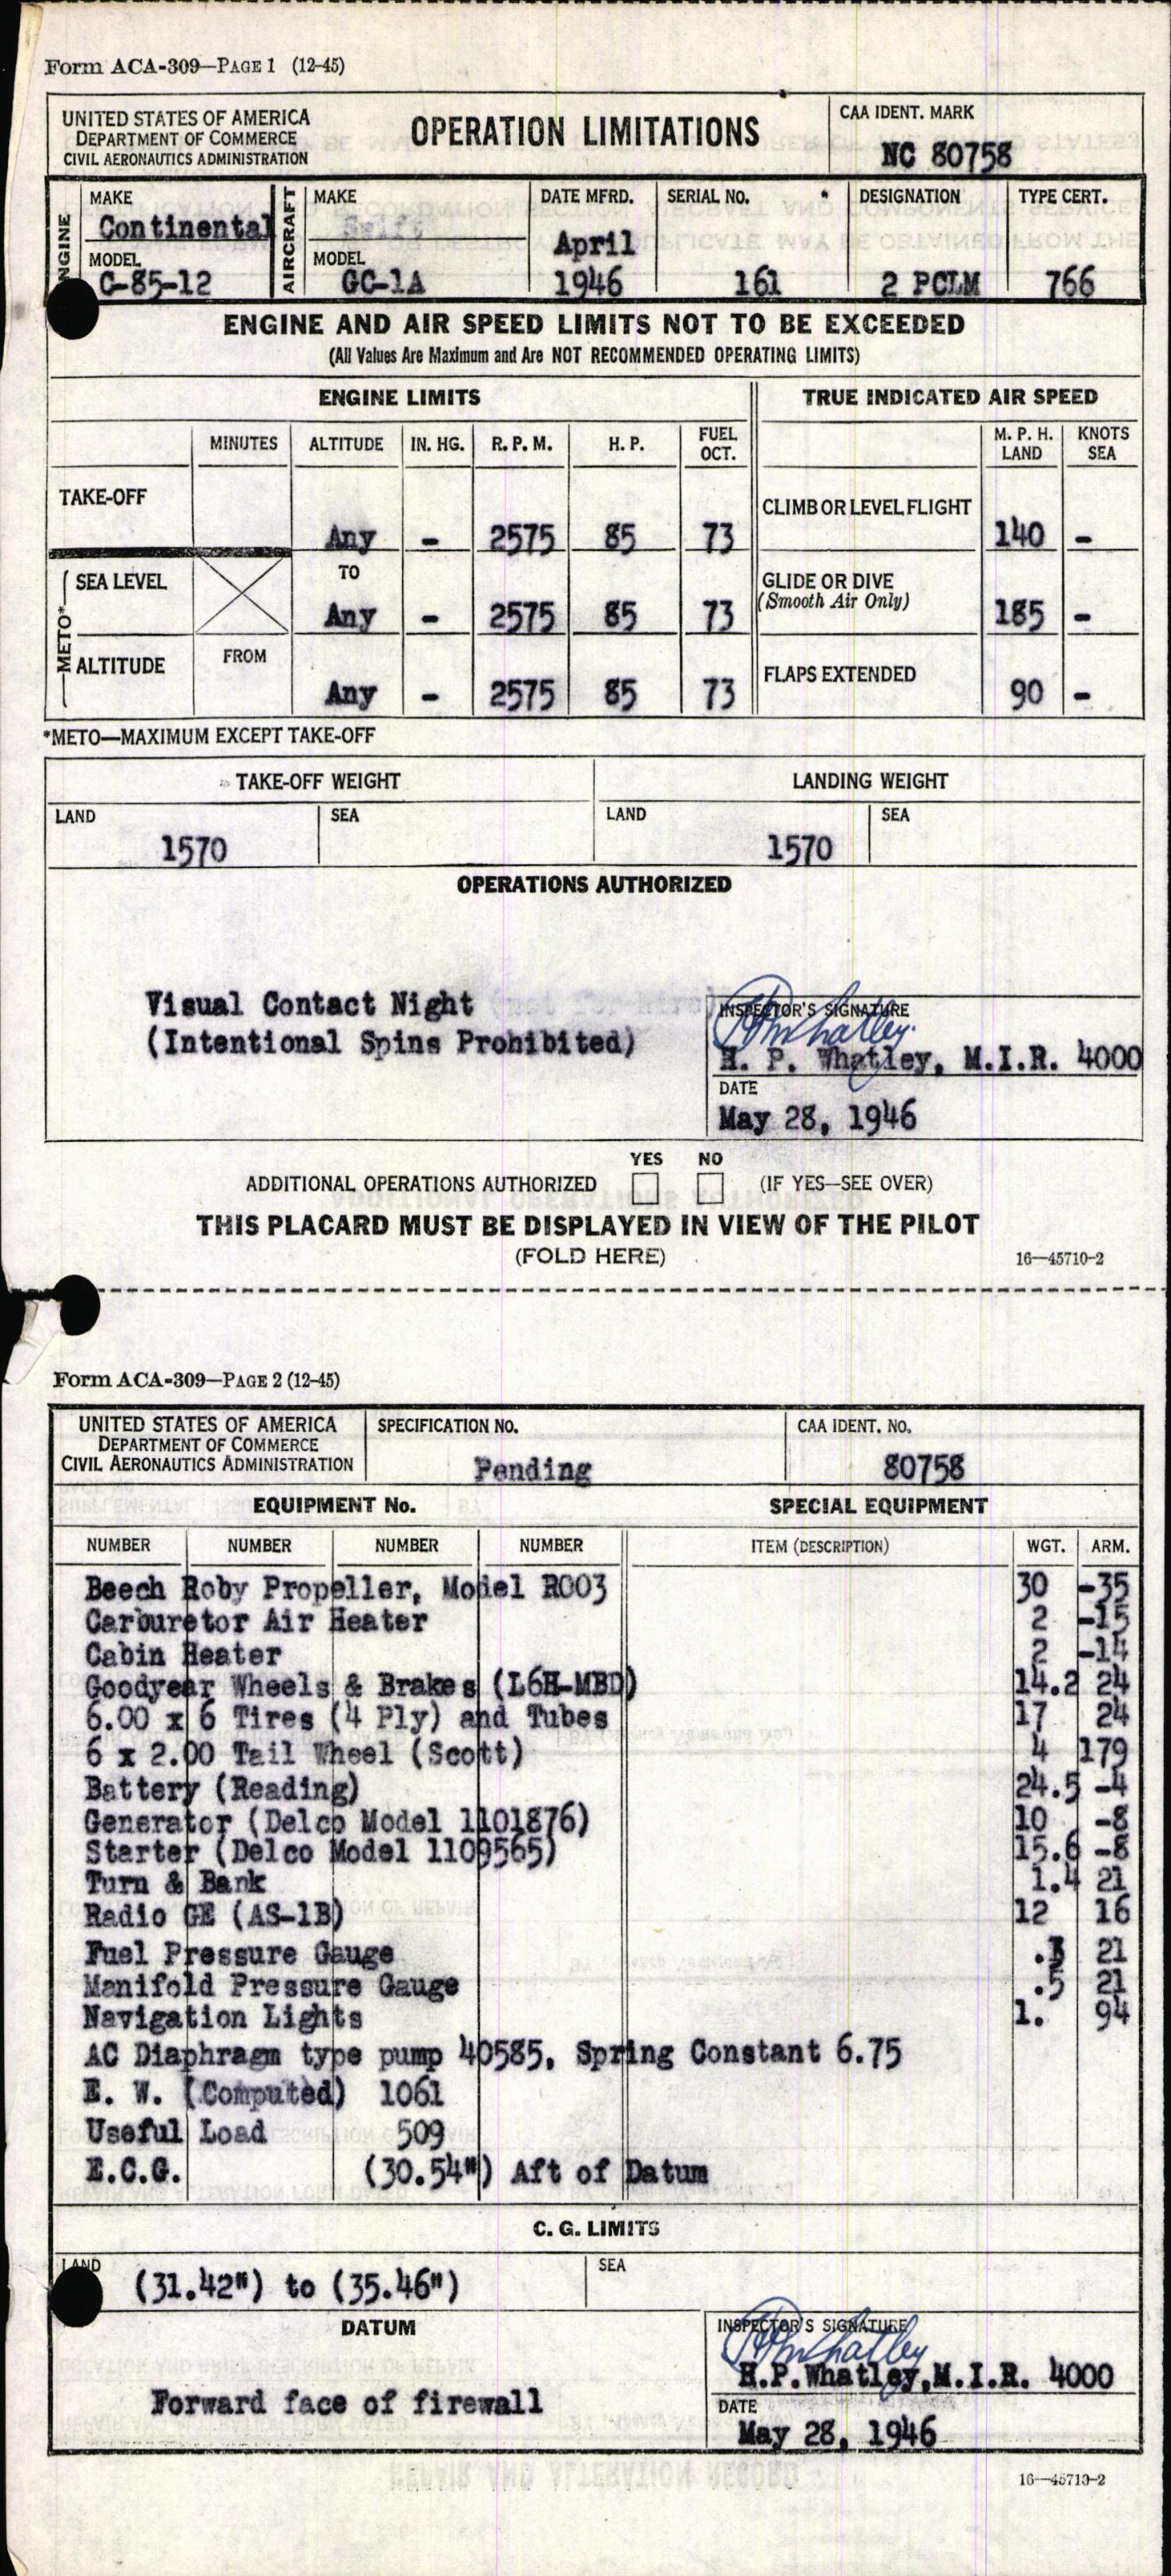 Form ACA-309—PAGE 1 (12-45)
UNITED STATES OF AMERICA
DEPARTMENT OF COMMERCE
CIVIL AERONAUTICS ADMINISTRATION
OPERATION LIMITATIONS
CAA IDENT. MARK
NC 80758
ENGINE
MAKE
Continental
MODEL
C-85-12
AIRCRAFT
MAKE
Swift
MODEL
GC-1A
DATE MFRD.
April
1946
SERIAL NO.
161
DESIGNATION
2 PCLM
TYPE CERT.
766
ENGINE AND AIR SPEED LIMITS NOT TO BE EXCEEDED
(All Values Are Maximum and Are NOT RECOMMENDED OPERATING LIMITS)
ENGINE LIMITS TRUE INDICATED AIR SPEED
MINUTES ALTITUDE IN. HG. R. P. M. H. P. FUEL OCT. M. P. H. LAND KNOTS SEA
TAKE-OFF Any - 2575 85 73 CLIMB OR LEVEL FLIGHT 140 -
METO*
SEA LEVEL TO Any - 2575 85 73 GLIDE OR DIVE (Smooth Air Only) 185 -
ALTITUDE FROM Any - 2575 85 73 FLAPS EXTENDED 90 -
*METO—MAXIMUM EXCEPT TAKE-OFF
TAKE-OFF WEIGHT LANDING WEIGHT
LAND SEA LAND SEA
1570 1570
OPERATIONS AUTHORIZED
Visual Contact Night
(Intentional Spins Prohibited)
INSPECTOR'S SIGNATURE
H P Whatley
H. P. Whatley, M.I.R. 4000
DATE
May 28, 1946
YES NO
ADDITIONAL OPERATIONS AUTHORIZED (IF YES—SEE OVER)
THIS PLACARD MUST BE DISPLAYED IN VIEW OF THE PILOT
(FOLD HERE) 16—45710-2
Form ACA-309—PAGE 2 (12-45)
UNITED STATES OF AMERICA
DEPARTMENT OF COMMERCE
CIVIL AERONAUTICS ADMINISTRATION
SPECIFICATION NO.
Pending
CAA IDENT. NO.
80758
EQUIPMENT No. SPECIAL EQUIPMENT
NUMBER NUMBER NUMBER NUMBER ITEM (DESCRIPTION) WGT. ARM.
Beech Roby Propeller, Model R003 30 -35
Carburetor Air Heater 2 -15
Cabin Heater 2 -14
Goodyear Wheels & Brakes (L6H-MBD) 14.2 24
6.00 x 6 Tires (4 Ply) and Tubes 17 24
6 x 2.00 Tail Wheel (Scott) 4 179
Battery (Reading) 24.5 -4
Generator (Delco Model 1101876) 10 -8
Starter (Delco Model 1109565) 15.6 -8
Turn & Bank 1.4 21
Radio GE (AS-1B) 12 16
Fuel Pressure Gauge 21
Manifold Pressure Gauge .5 21
Navigation Lights 1. 94
AC Diaphragm type pump 40585, Spring Constant 6.75
E. W. (Computed) 1061
Useful Load 509
E.C.G. (30.54") Aft of Datum
C. G. LIMITS
LAND SEA
(31.42") to (35.46")
DATUM
Forward face of firewall
INSPECTOR'S SIGNATURE
H P Whatley
H.P.Whatley,M.I.R. 4000
DATE
May 28, 1946
16—45710-2